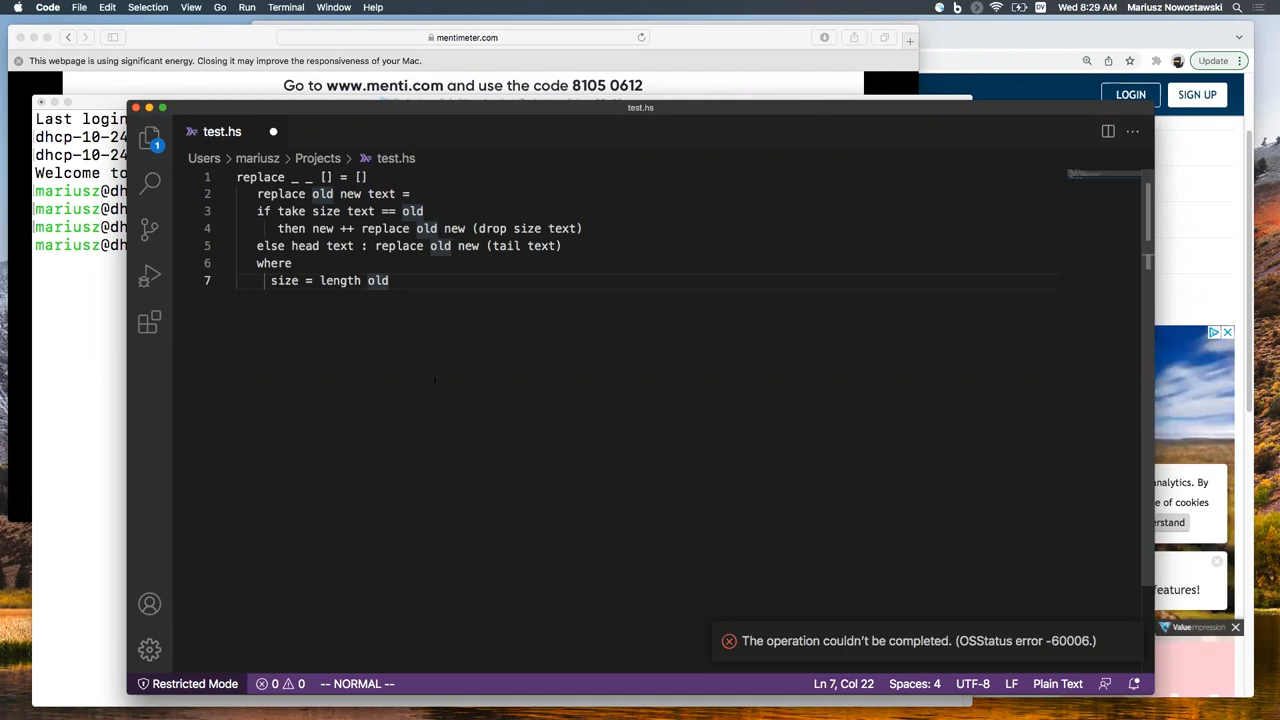 Code File Edit Selection View Go Run Terminal Window Help DV Wed 8:29 AM Mariusz Nowostawski
mentimeter.com
This webpage is using significant energy. Closing it may improve the responsiveness of your Mac.
Update
Go to www.menti.com and use the code 8105 0612
LOGIN SIGN UP
Last login
dhcp-10-24
dhcp-10-24
Welcome to
mariusz@dh
mariusz@dh
mariusz@dh
mariusz@dh
test.hs
test.hs
Users > mariusz > Projects > test.hs
1 replace _ _ [] = []
2 replace old new text =
3 if take size text == old
4 then new ++ replace old new (drop size text)
5 else head text : replace old new (tail text)
6 where
7 size = length old
1
analytics. By
e of cookies
erstand
features!
Valueimpression
The operation couldn't be completed. (OSStatus error -60006.)
Restricted Mode 0 0 -- NORMAL -- Ln 7, Col 22 Spaces: 4 UTF-8 LF Plain Text